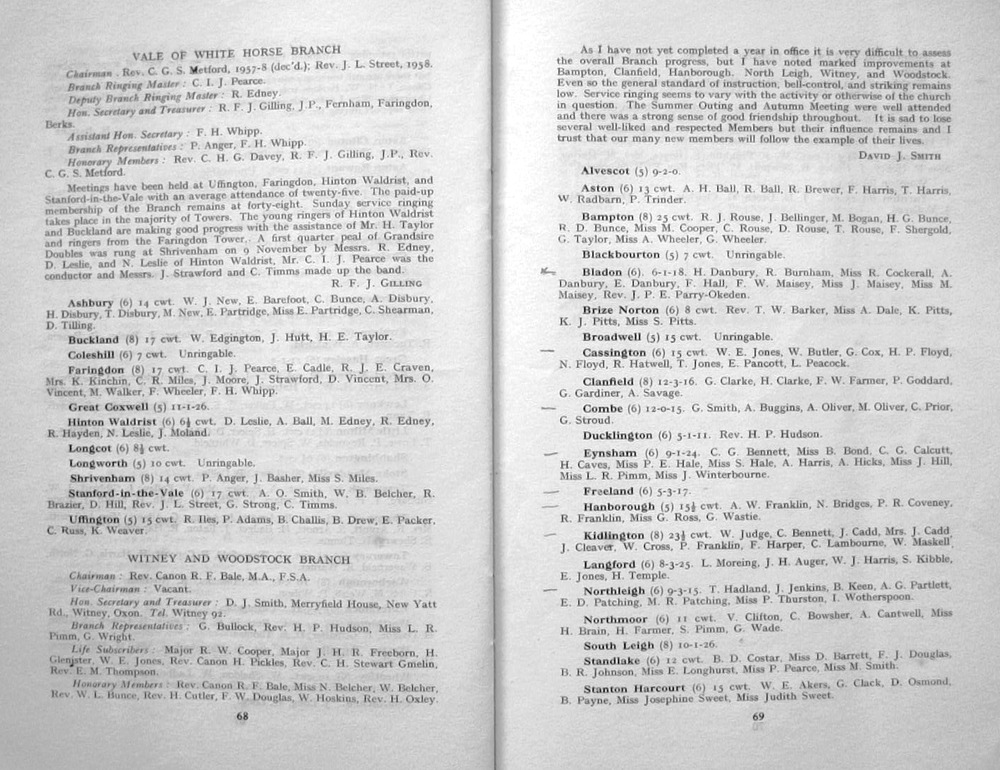 VALE OF WHITE HORSE BRANCH
Chairman : Rev. C. G. S. Metford, 1957-8 (dec'd.); Rev. J. L. Street, 1958.
Branch Ringing Master : C. I. J. Pearce.
Deputy Branch Ringing Master : R. Edney.
Hon. Secretary and Treasurer : R. F. J. Gilling, J.P., Fernham, Faringdon,
Berks.
Assistant Hon. Secretary : F. H. Whipp.
Branch Representatives : P. Anger, F. H. Whipp.
Honorary Members : Rev. C. H. G. Davey, R. F. J. Gilling, J.P., Rev.
C. G. S. Metford.
Meetings have been held at Uffington, Faringdon, Hinton Waldrist, and
Stanford-in-the-Vale with an average attendance of twenty-five. The paid-up
membership of the Branch remains at forty-eight. Sunday service ringing
takes place in the majority of Towers. The young ringers of Hinton Waldrist
and Buckland are making good progress with the assistance of Mr. H. Taylor
and ringers from the Faringdon Tower. A first quarter peal of Grandsire
Doubles was rung at Shrivenham on 9 November by Messrs. R. Edney,
D. Leslie, and N. Leslie of Hinton Waldrist, Mr. C. I. J. Pearce was the
conductor and Messrs. J. Strawford and C. Timms made up the band.
R. F. J. GILLING
Ashbury (6) 14 cwt. W. J. New, E. Barefoot, C. Bunce, A. Disbury,
H. Disbury, T. Disbury, M. New, E. Partridge, Miss E. Partridge, C. Shearman,
D. Tilling.
Buckland (8) 17 cwt. W. Edgington, J. Hutt, H. E. Taylor.
Coleshill (6) 7 cwt. Unringable.
Faringdon (8) 17 cwt. C. I. J. Pearce, E. Cadle, R. J. E. Craven,
Mrs. K. Kinchin, C. R. Miles, J. Moore, J. Strawford, D. Vincent, Mrs. O.
Vincent, M. Walker, F. Wheeler, F. H. Whipp.
Great Coxwell (5) 11-1-26.
Hinton Waldrist (6) 6½ cwt. D. Leslie, A. Ball, M. Edney, R. Edney,
R. Hayden, N. Leslie, J. Moland.
Longcot (6) 8½ cwt.
Longworth (5) 10 cwt. Unringable.
Shrivenham (8) 14 cwt. P. Anger, J. Basher, Miss S. Miles.
Stanford-in-the-Vale (6) 17 cwt. A. O. Smith, W. B. Belcher, R.
Brazier, D. Hill, Rev. J. L. Street, G. Strong, C. Timms.
Uffington (5) 15 cwt. R. Iles, P. Adams, B. Challis, B. Drew, E. Packer,
C. Russ, K. Weaver.
WITNEY AND WOODSTOCK BRANCH
Chairman : Rev. Canon R. F. Bale, M.A., F.S.A.
Vice-Chairman : Vacant.
Hon. Secretary and Treasurer : D. J. Smith, Merryfield House, New Yatt
Rd., Witney, Oxon. Tel. Witney 92.
Branch Representatives : G. Bullock, Rev. H. P. Hudson, Miss L. R.
Pimm, G. Wright.
Life Subscribers : Major R. W. Cooper, Major J. H. R. Freeborn, H.
Glenister, W. E. Jones, Rev. Canon H. Pickles, Rev. C. H. Stewart Gmelin,
Rev. E. M. Thompson.
Honorary Members : Rev. Canon R. F. Bale, Miss N. Belcher, W. Belcher,
Rev. W. L. Bunce, Rev. H. Cutler, F. W. Douglas, W. Hoskins, Rev. H. Oxley.
68
As I have not yet completed a year in office it is very difficult to assess
the overall Branch progress, but I have noted marked improvements at
Bampton, Clanfield, Hanborough, North Leigh, Witney, and Woodstock.
Even so the general standard of instruction, bell-control, and striking remains
low. Service ringing seems to vary with the activity or otherwise of the church
in question. The Summer Outing and Autumn Meeting were well attended
and there was a strong sense of good friendship throughout. It is sad to lose
several well-liked and respected Members but their influence remains and I
trust that our many new members will follow the example of their lives.
DAVID J. SMITH
Alvescot (5) 9-2-0.
Aston (6) 13 cwt. A. H. Ball, R. Ball, R. Brewer, F. Harris, T. Harris,
W. Radbarn, P. Trinder.
Bampton (8) 25 cwt. R. J. Rouse, J. Bellinger, M. Bogan, H. G. Bunce,
R. D. Bunce, Miss M. Cooper, C. Rouse, D. Rouse, T. Rouse, F. Shergold,
G. Taylor, Miss A. Wheeler, G. Wheeler.
Blackbourton (5) 7 cwt. Unringable.
Bladon (6). 6-1-18. H. Danbury, R. Burnham, Miss R. Cockerall, A.
Danbury, E. Danbury, F. Hall, F. W. Maisey, Miss J. Maisey, Miss M.
Maisey, Rev. J. P. E. Parry-Okeden.
Brize Norton (6) 8 cwt. Rev. T. W. Barker, Miss A. Dale, K. Pitts,
K. J. Pitts, Miss S. Pitts.
Broadwell (5) 15 cwt. Unringable.
Cassington (6) 15 cwt. W. E. Jones, W. Butler, G. Cox, H. P. Floyd,
N. Floyd, R. Hatwell, T. Jones, E. Pancott, L. Peacock.
Clanfield (8) 12-3-16. G. Clarke, H. Clarke, F. W. Farmer, P. Goddard,
G. Gardiner, A. Savage.
Combe (6) 12-0-15. G. Smith, A. Buggins, A. Oliver, M. Oliver, C. Prior,
G. Stroud.
Ducklington (6) 5-1-11. Rev. H. P. Hudson.
Eynsham (6) 9-1-24. C. G. Bennett, Miss B. Bond, C. G. Calcutt,
H. Caves, Miss P. E. Hale, Miss S. Hale, A. Harris, A. Hicks, Miss J. Hill,
Miss L. R. Pimm, Miss J. Winterbourne.
Freeland (6) 5-3-17.
Hanborough (5) 15½ cwt. A. W. Franklin, N. Bridges, P. R. Coveney,
R. Franklin, Miss G. Ross, G. Wastie.
Kidlington (8) 23½ cwt. W. Judge, C. Bennett, J. Cadd, Mrs. J. Cadd,
J. Cleaver, W. Cross, P. Franklin, F. Harper, C. Lambourne, W. Maskell.
Langford (6) 8-3-25. L. Moreing, J. H. Auger, W. J. Harris, S. Kibble,
E. Jones, H. Temple.
Northleigh (6) 9-3-15. T. Hadland, J. Jenkins, B. Keen, A. G. Partlett,
E. D. Patching, M. R. Patching, Miss P. Thurston, I. Wotherspoon.
Northmoor (6) 11 cwt. V. Clifton, C. Bowsher, A. Cantwell, Miss
H. Brain, H. Farmer, S. Pimm, G. Wade.
South Leigh (8) 10-1-26.
Standlake (6) 12 cwt. B. D. Costar, Miss D. Barrett, F. J. Douglas,
B. R. Johnson, Miss E. Longhurst, Miss P. Pearce, Miss M. Smith.
Stanton Harcourt (6) 15 cwt. W. E. Akers, G. Clack, D. Osmond,
B. Payne, Miss Josephine Sweet, Miss Judith Sweet.
69